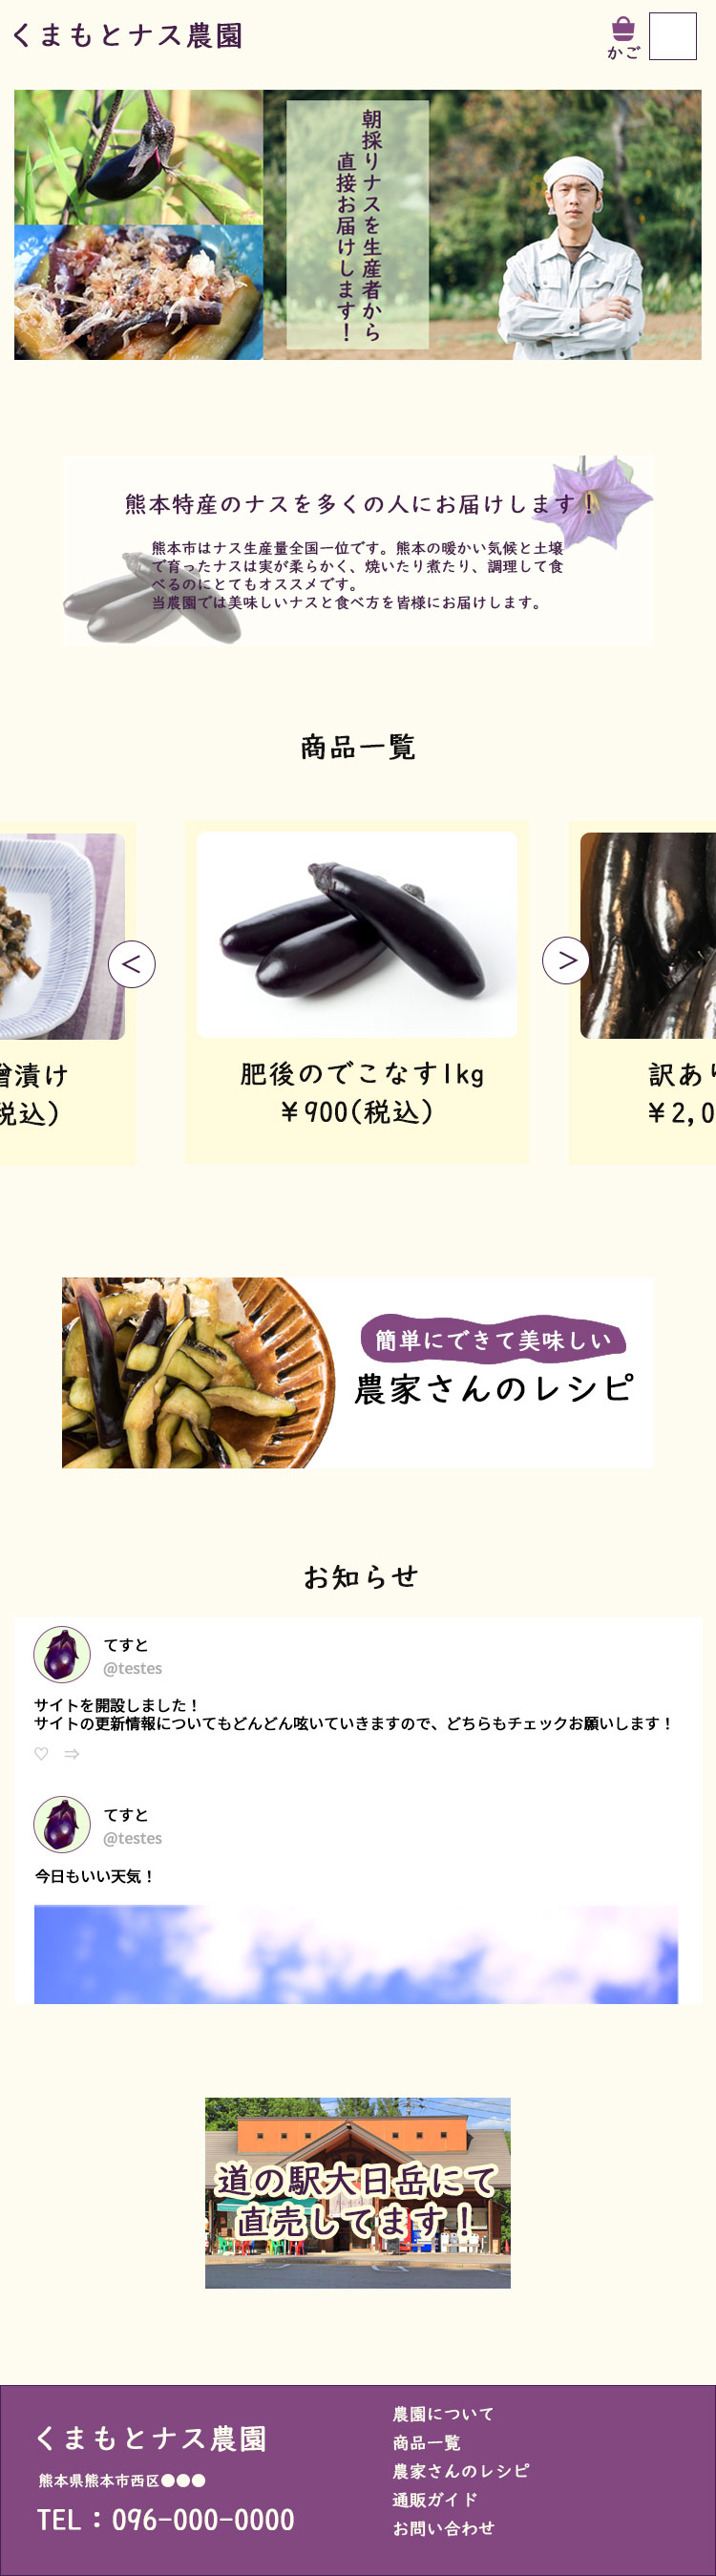 くまもとナス農園
かご
朝採りナスを生産者から
直接お届けします！
熊本特産のナスを多くの人にお届けします！
熊本市はナス生産量全国一位です。熊本の暖かい気候と土壌
で育ったナスは実が柔らかく、焼いたり煮たり、調理して食
べるのにとてもオススメです。
当農園では美味しいナスと食べ方を皆様にお届けします。
商品一覧
<
>
漬け
税込)
肥後のでこなす1kg
￥900(税込)
訳あり
￥2,0
簡単にできて美味しい
農家さんのレシピ
お知らせ
てすと
@testes
サイトを開設しました！
サイトの更新情報についてもどんどん呟いていきますので、どちらもチェックお願いします！
♡ ⇒
てすと
@testes
今日もいい天気！
道の駅大日岳にて
直売してます！
くまもとナス農園
熊本県熊本市西区●●●
TEL：096-000-0000
農園について
商品一覧
農家さんのレシピ
通販ガイド
お問い合わせ